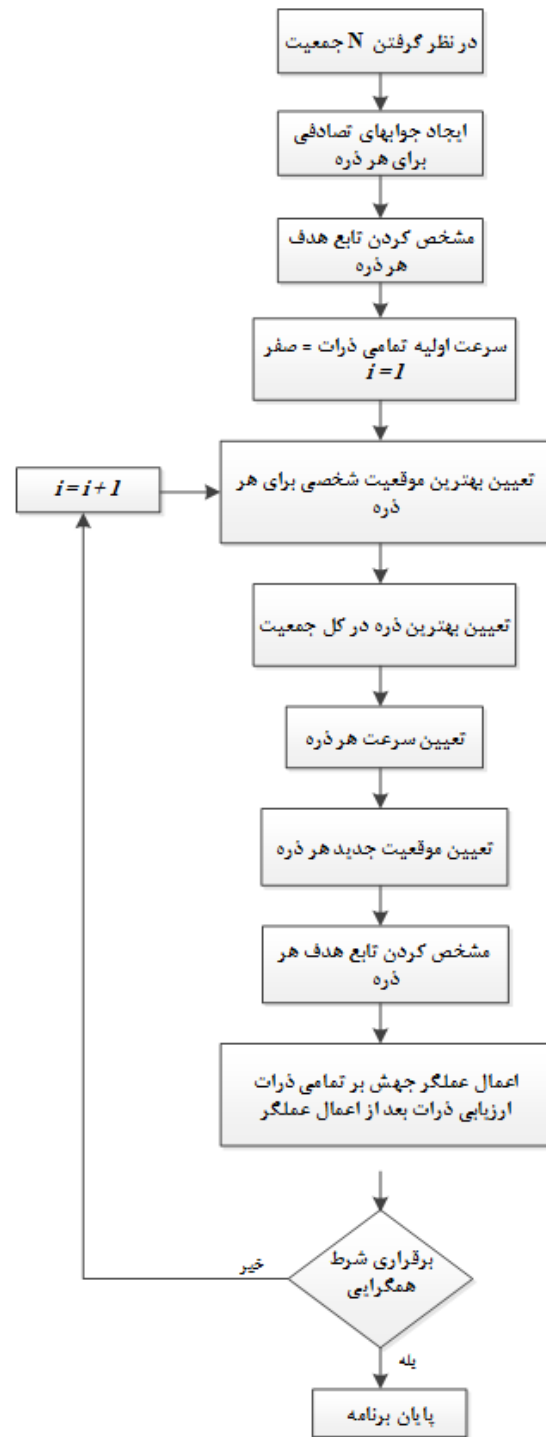 در نظر گرفتن N جمعیت
ایجاد جوابهای تصادفی
برای هر ذره
مشخص کردن تابع هدف
هر ذره
سرعت اولیه تمامی ذرات = صفر
i = 1
تعیین بهترین موقعیت شخصی برای هر
ذره
i = i + 1
تعیین بهترین ذره در کل جمعیت
تعیین سرعت هر ذره
تعیین موقعیت جدید هر ذره
مشخص کردن تابع هدف هر
ذره
اعمال عملگر جهش بر تمامی ذرات
ارزیابی ذرات بعد از اعمال عملگر
برقراری شرط
همگرایی
خیر
بله
پایان برنامه